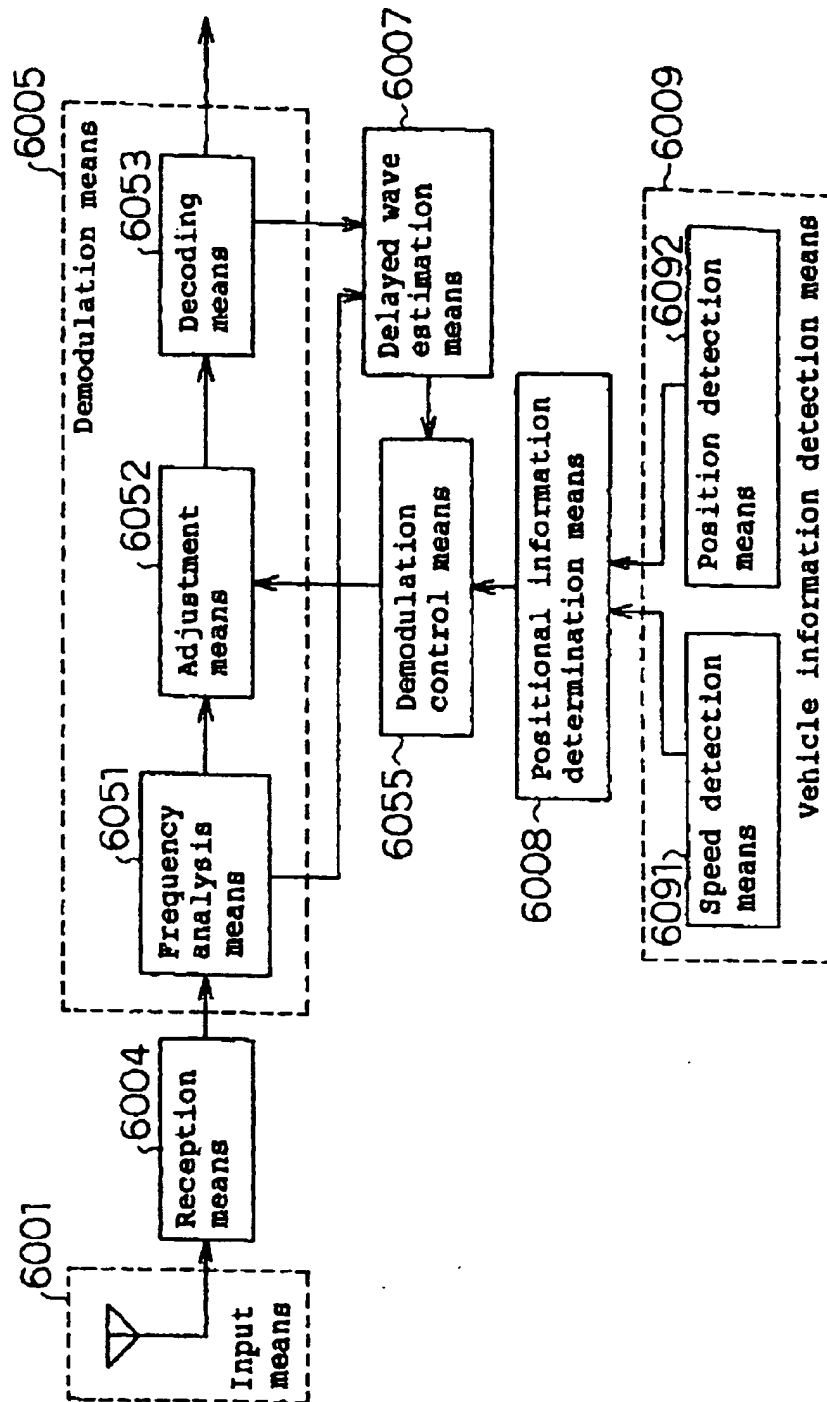 6001
Input
means
6004
Reception
means
6005
Demodulation means
6051
Frequency
analysis
means
6052
Adjustment
means
6053
Decoding
means
6007
Delayed wave
estimation
means
6055
Demodulation
control means
6008
Positional information
determination means
6009
6091
Speed detection
means
6092
Position detection
means
Vehicle information detection means